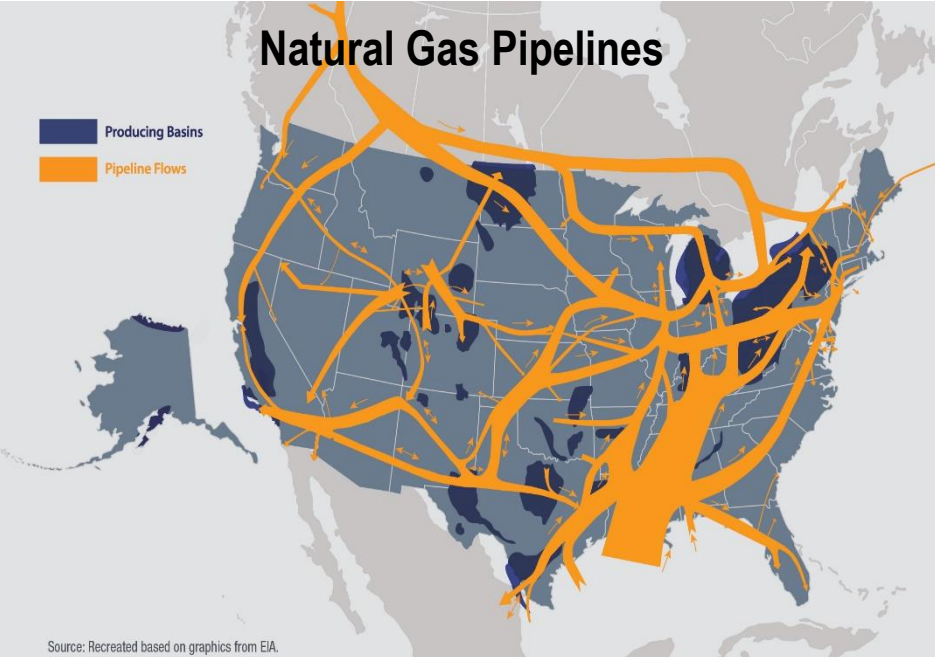 Natural Gas Pipelines
Producing Basins
Pipeline Flows
Source: Recreated based on graphics from EIA.